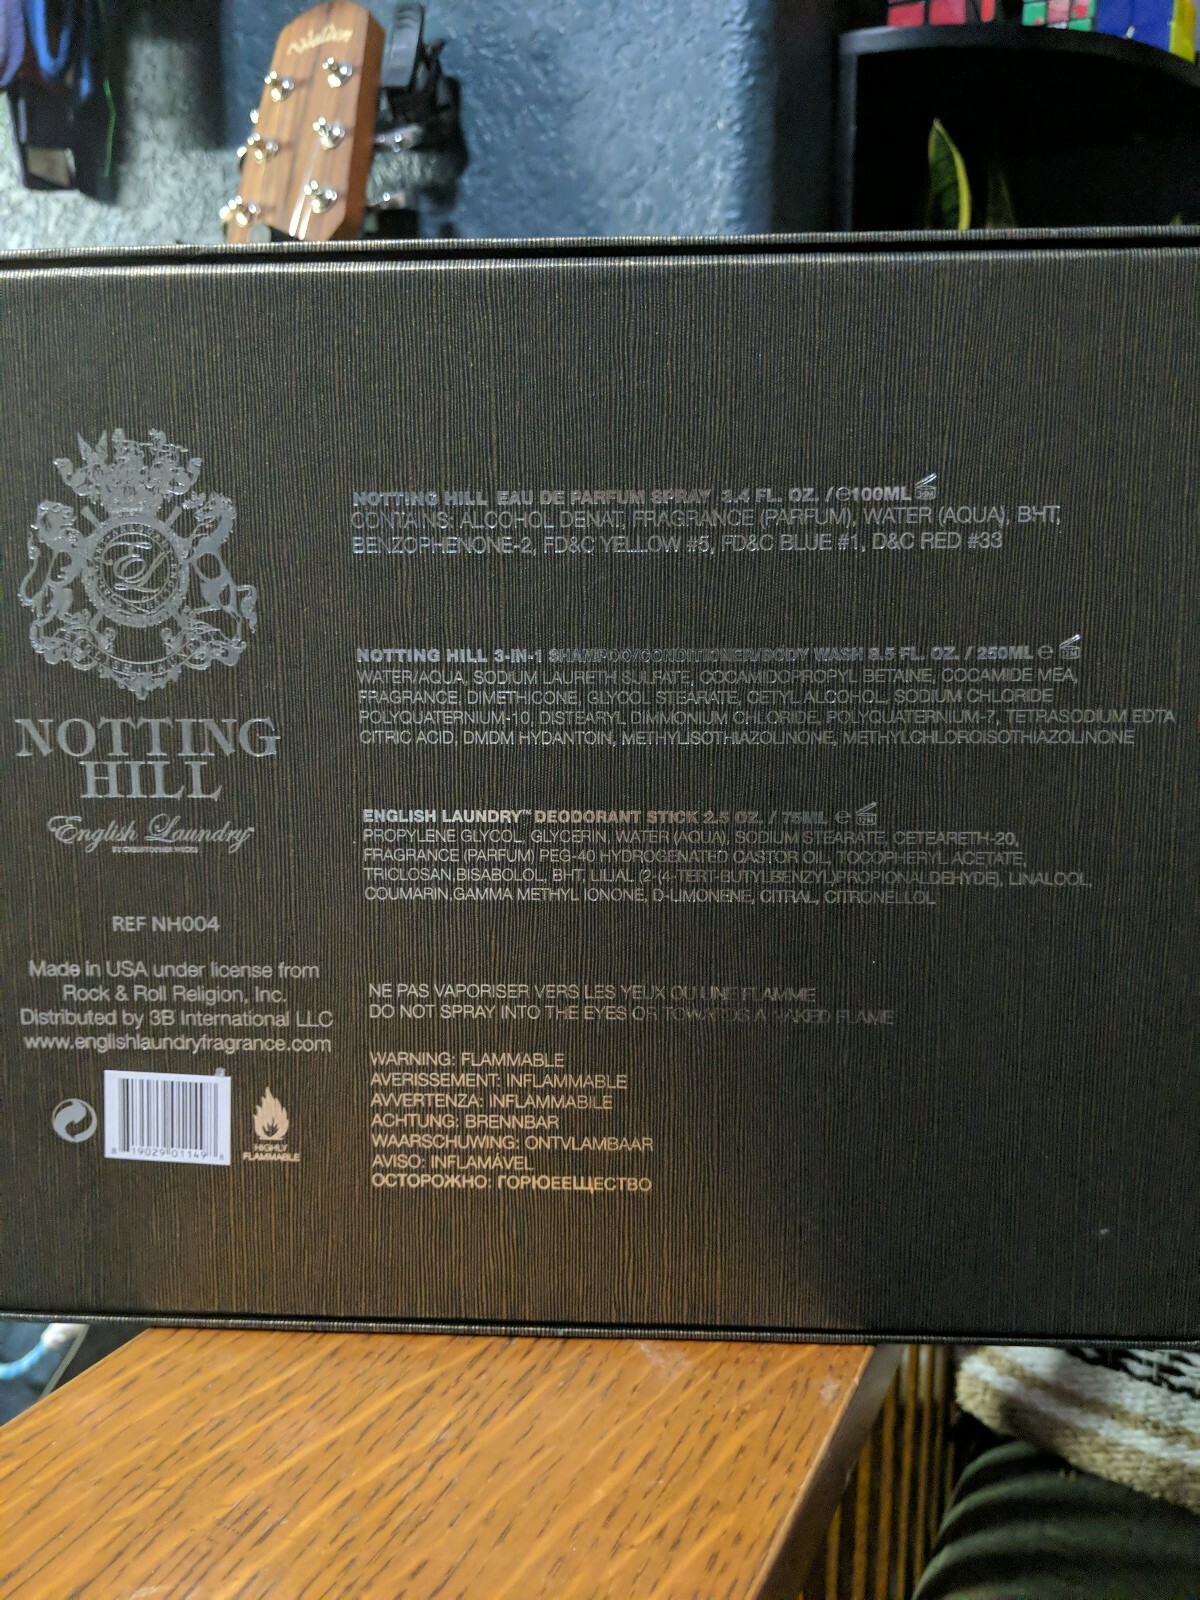 NOTTING HILL EAU DE PARFUM SPRAY 3.4 FL. OZ. / ℮100ML
CONTAINS: ALCOHOL DENAT, FRAGRANCE (PARFUM), WATER (AQUA), BHT,
BENZOPHENONE-2, FD&C YELLOW #5, FD&C BLUE #1, D&C RED #33
NOTTING HILL 3-IN-1 SHAMPOO/CONDITIONER/BODY WASH 8.5 FL. OZ. / 250ML ℮
WATER/AQUA, SODIUM LAURETH SULFATE, COCAMIDOPROPYL BETAINE, COCAMIDE MEA,
FRAGRANCE, DIMETHICONE, GLYCOL STEARATE, CETYL ALCOHOL, SODIUM CHLORIDE
POLYQUATERNIUM-10, DISTEARYL DIMMONIUM CHLORIDE, POLYQUATERNIUM-7, TETRASODIUM EDTA
CITRIC ACID, DMDM HYDANTOIN, METHYLISOTHIAZOLINONE, METHYLCHLOROISOTHIAZOLINONE
ENGLISH LAUNDRY™ DEODORANT STICK 2.5 OZ. / 75ML ℮
PROPYLENE GLYCOL, GLYCERIN, WATER (AQUA), SODIUM STEARATE, CETEARETH-20,
FRAGRANCE (PARFUM) PEG-40 HYDROGENATED CASTOR OIL, TOCOPHERYL ACETATE,
TRICLOSAN,BISABOLOL, BHT, LILIAL (2-(4-TERT-BUTYLBENZYL)PROPIONALDEHYDE), LINALOOL,
COUMARIN,GAMMA METHYL IONONE, D-LIMONENE, CITRAL, CITRONELLOL
NE PAS VAPORISER VERS LES YEUX OU UNE FLAMME
DO NOT SPRAY INTO THE EYES OR TOWARDS A NAKED FLAME
WARNING: FLAMMABLE
AVERISSEMENT: INFLAMMABLE
AVVERTENZA: INFLAMMABILE
ACHTUNG: BRENNBAR
WAARSCHUWING: ONTVLAMBAAR
AVISO: INFLAMÁVEL
ОСТОРОЖНО: ГОРЮЕЕЩЕСТВО
EL
NOTTING
HILL
English Laundry
REF NH004
Made in USA under license from
Rock & Roll Religion, Inc.
Distributed by 3B International LLC
www.englishlaundryfragrance.com
8 19029 01149 8
HIGHLY
FLAMMABLE